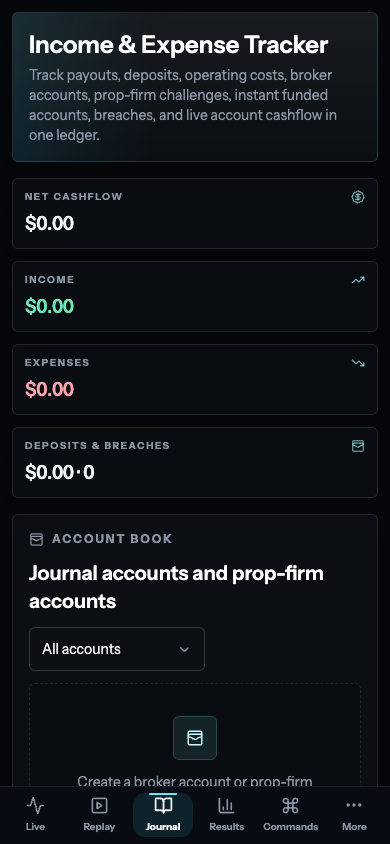 Income & Expense Tracker
Track payouts, deposits, operating costs, broker
accounts, prop-firm challenges, instant funded
accounts, breaches, and live account cashflow in
one ledger.
NET CASHFLOW
$0.00
INCOME
$0.00
EXPENSES
$0.00
DEPOSITS & BREACHES
$0.00 · 0
ACCOUNT BOOK
Journal accounts and prop-firm
accounts
All accounts
Create a broker account or prop-firm
Live
Replay
Journal
Results
Commands
More